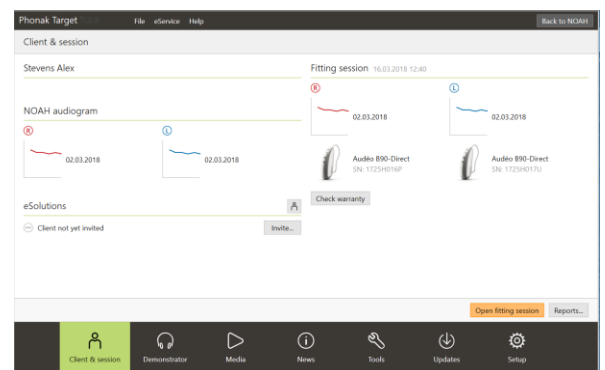 Phonak Target File eService Help Back to NOAH
Client & session
Stevens Alex
NOAH audiogram
R L
02.03.2018 02.03.2018
eSolutions
Client not yet invited Invite...
Fitting session 16.03.2018 12:40
R L
02.03.2018 02.03.2018
Audéo B90-Direct Audéo B90-Direct
SN: 1725H016P SN: 1725H017U
Check warranty
Open fitting session Reports...
Client & session Demonstrator Media News Tools Updates Setup